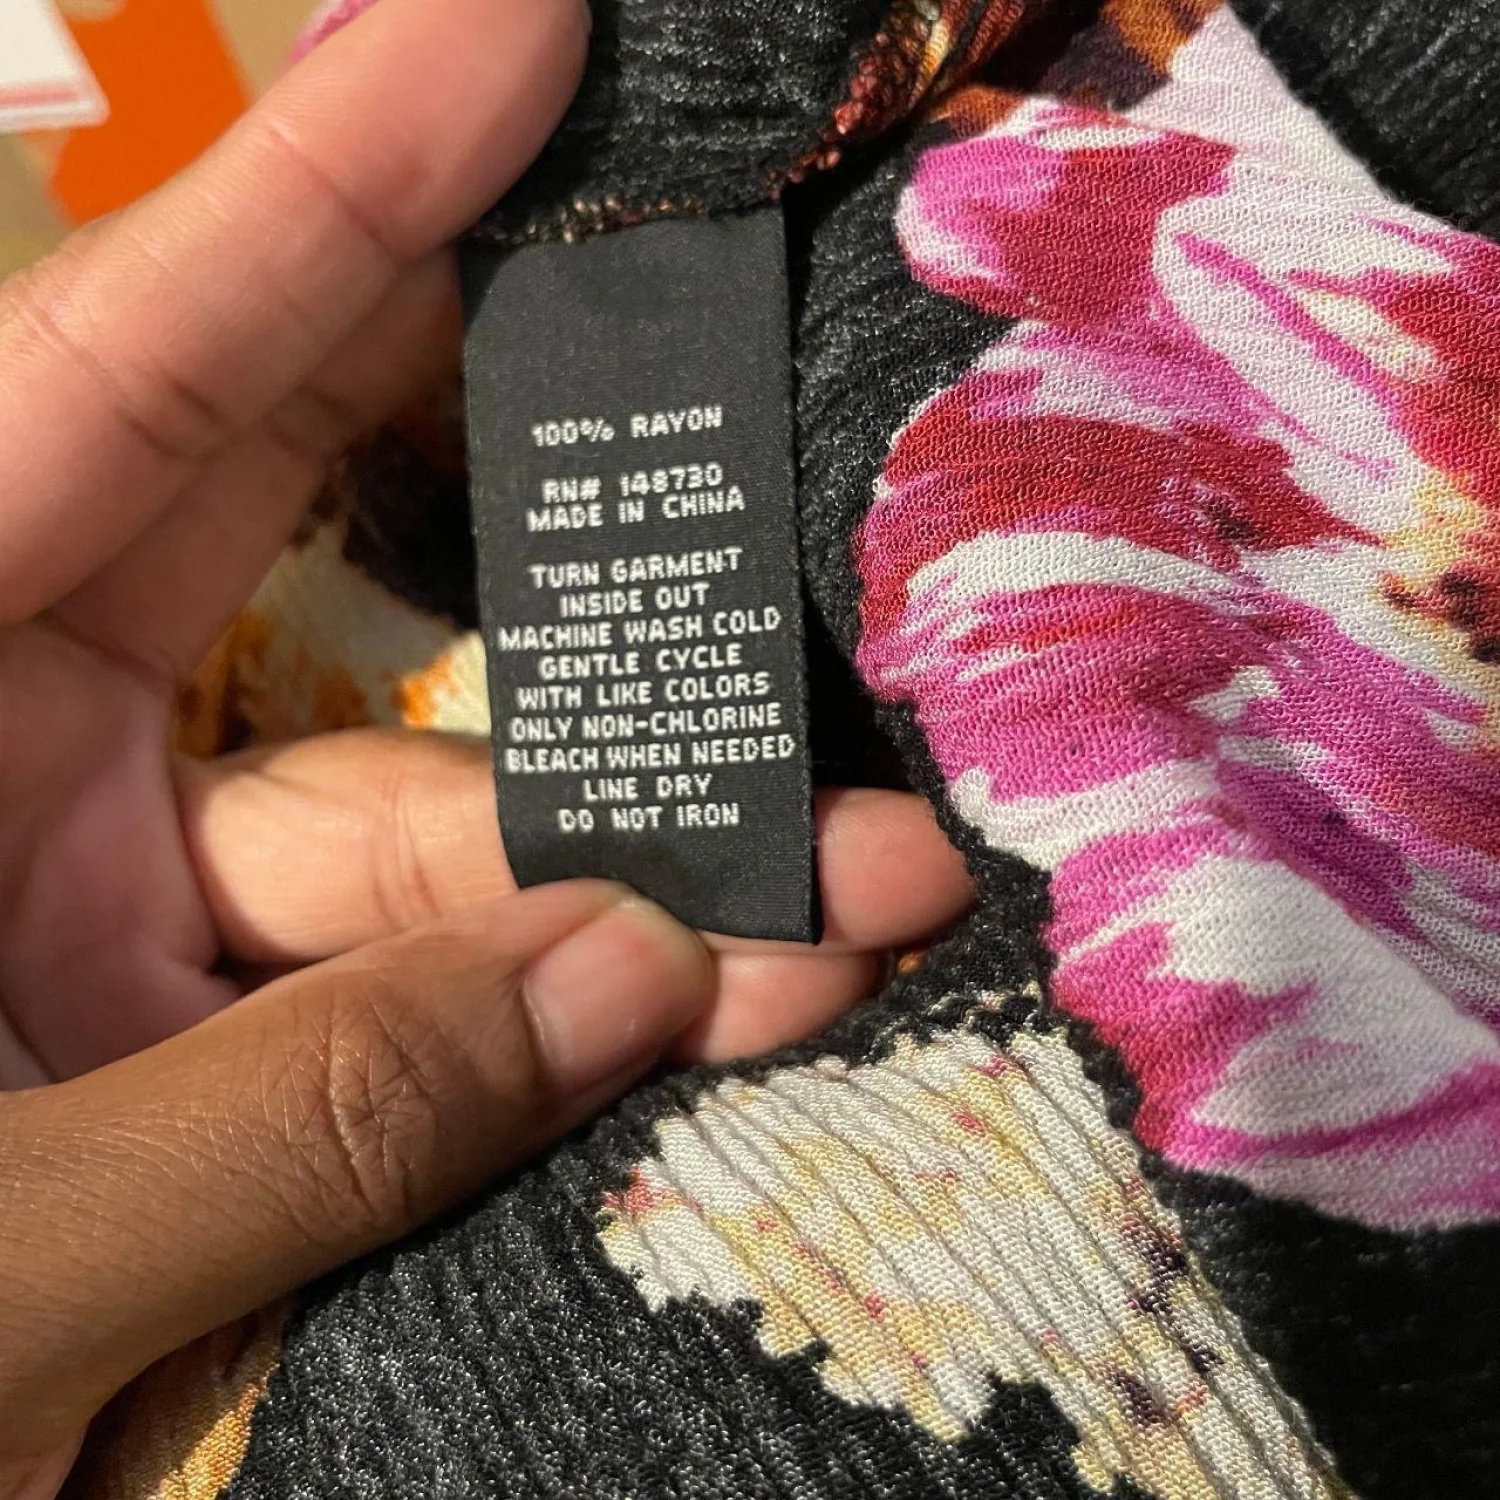 100% RAYON
RN# 148730
MADE IN CHINA
TURN GARMENT
INSIDE OUT
MACHINE WASH COLD
GENTLE CYCLE
WITH LIKE COLORS
ONLY NON-CHLORINE
BLEACH WHEN NEEDED
LINE DRY
DO NOT IRON